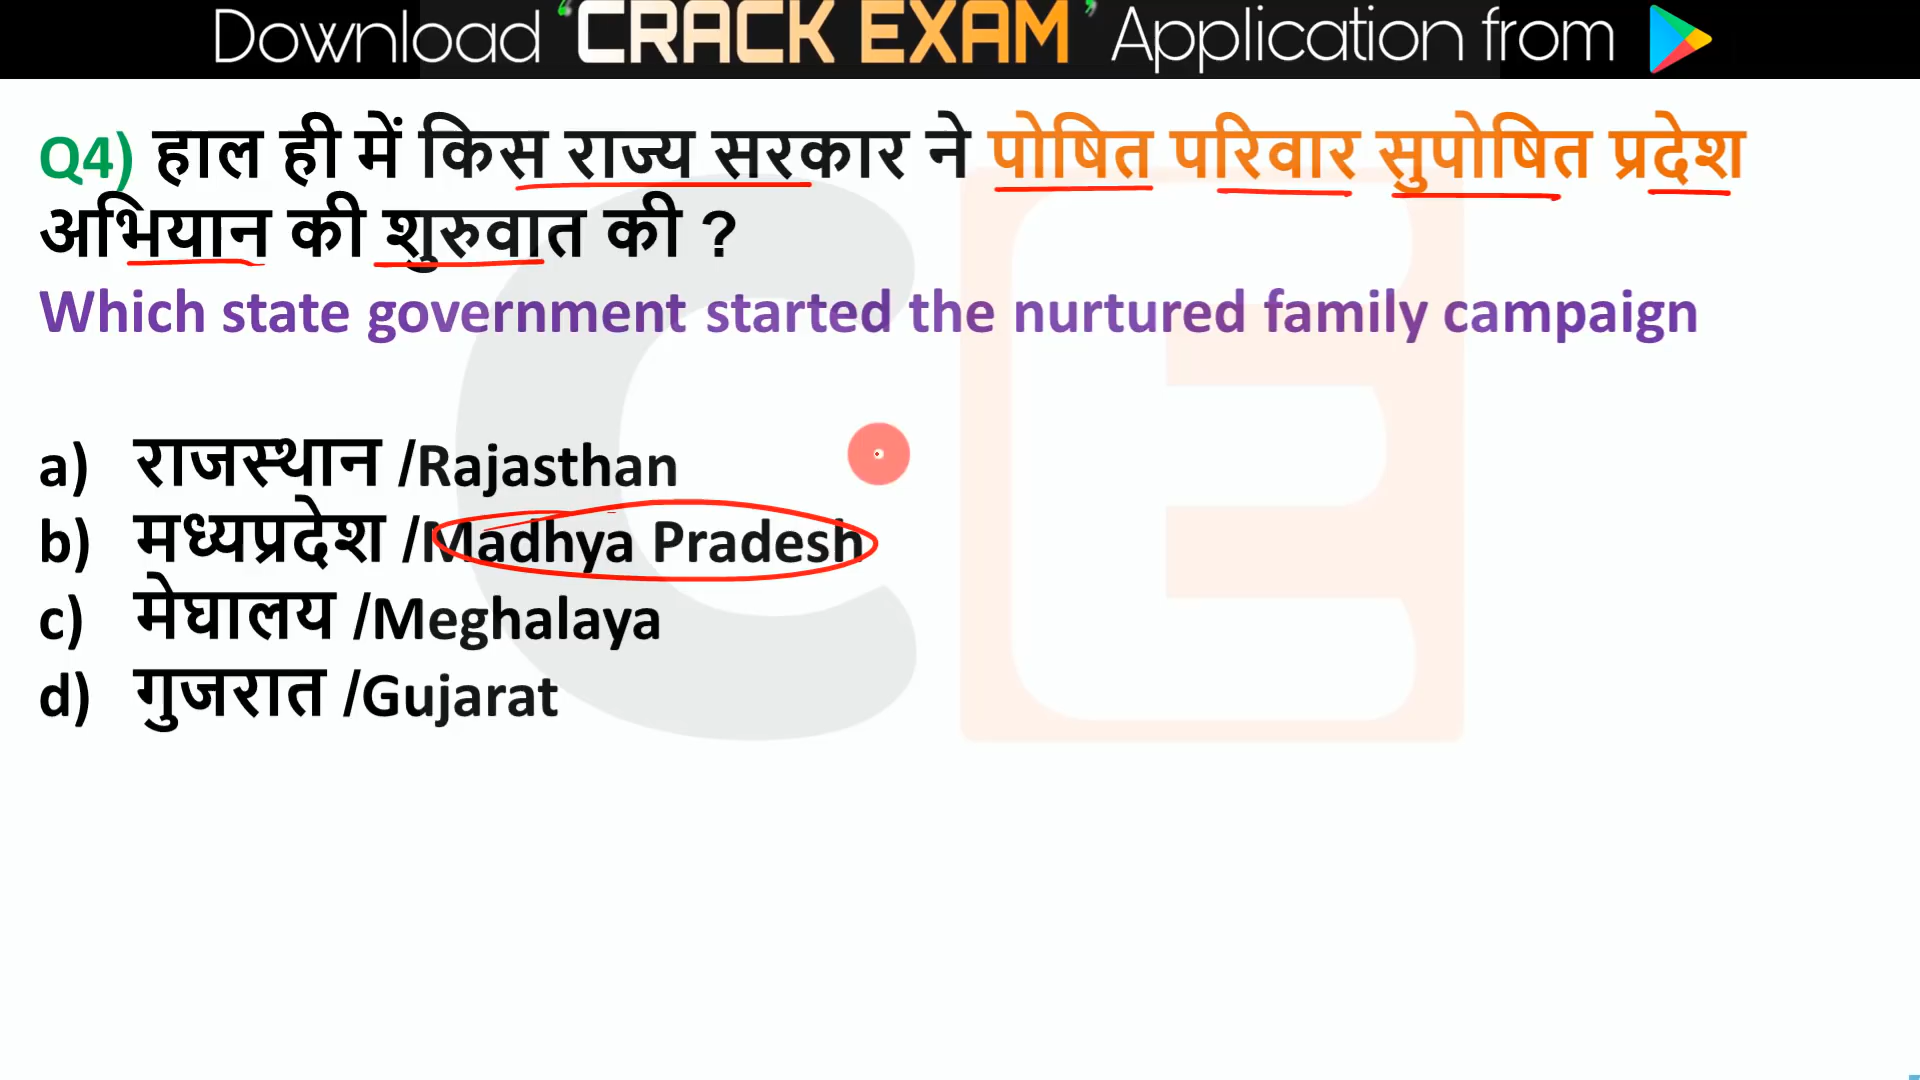 Download ‘CRACK EXAM’ Application from
Q4) हाल ही में किस राज्य सरकार ने पोषित परिवार सुपोषित प्रदेश
अभियान की शुरुवात की ?
Which state government started the nurtured family campaign
a) राजस्थान /Rajasthan
b) मध्यप्रदेश /Madhya Pradesh
c) मेघालय /Meghalaya
d) गुजरात /Gujarat
CE